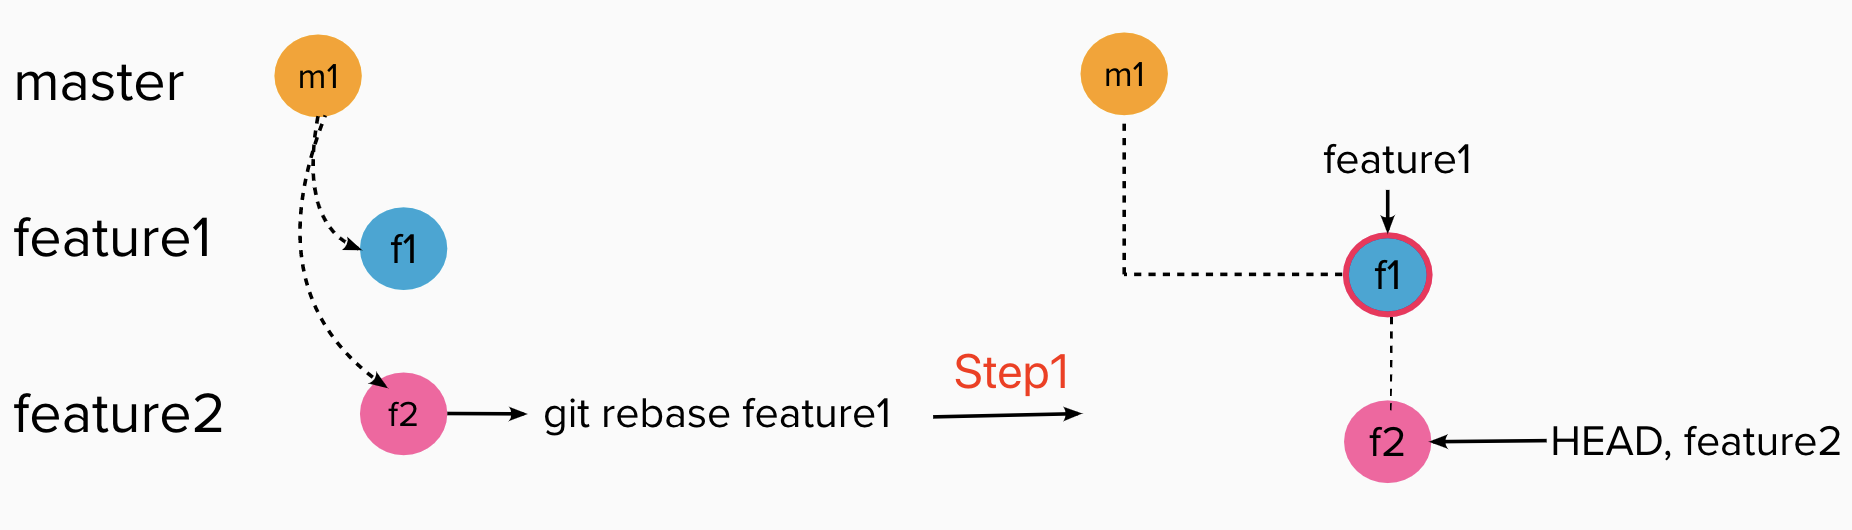 master
m1
feature1
f1
feature2
f2
git rebase feature1
Step1
m1
feature1
f1
f2
HEAD, feature2